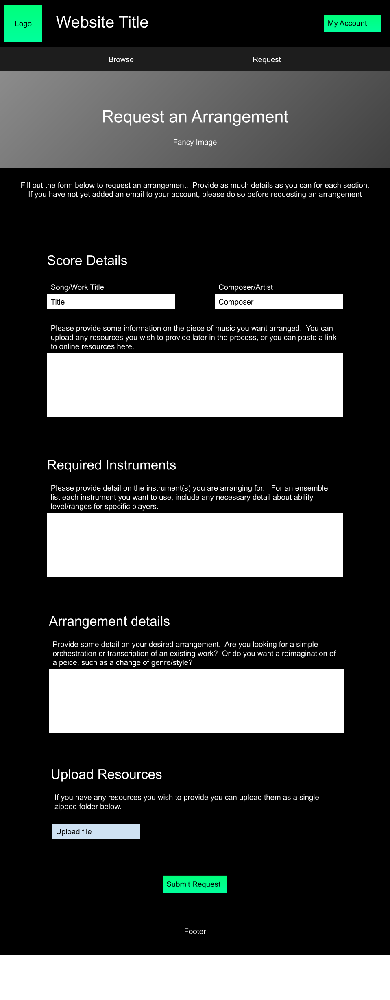 Logo
Website Title
My Account
Browse
Request
Request an Arrangement
Fancy Image
Fill out the form below to request an arrangement.  Provide as much details as you can for each section.
If you have not yet added an email to your account, please do so before requesting an arrangement
Score Details
Song/Work Title
Composer/Artist
Title
Composer
Please provide some information on the piece of music you want arranged.  You can
upload any resources you wish to provide later in the process, or you can paste a link
to online resources here.
Required Instruments
Please provide detail on the instrument(s) you are arranging for.   For an ensemble,
list each instrument you want to use, include any necessary detail about ability
level/ranges for specific players.
Arrangement details
Provide some detail on your desired arrangement.  Are you looking for a simple
orchestration or transcription of an existing work?  Or do you want a reimagination of
a peice, such as a change of genre/style?
Upload Resources
If you have any resources you wish to provide you can upload them as a single
zipped folder below.
Upload file
Submit Request
Footer